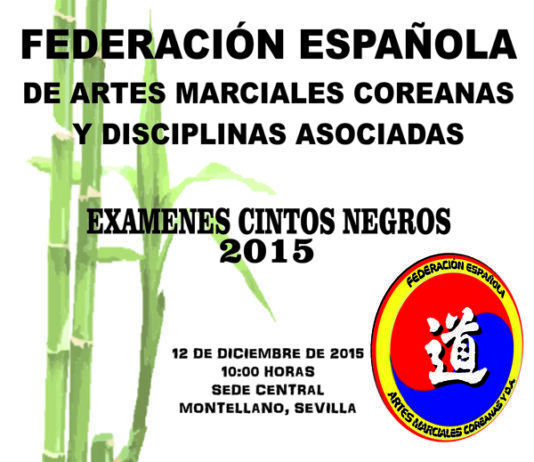 FEDERACIÓN ESPAÑOLA
DE ARTES MARCIALES COREANAS
Y DISCIPLINAS ASOCIADAS
EXAMENES CINTOS NEGROS
2015
12 DE DICIEMBRE DE 2015
10:00 HORAS
SEDE CENTRAL
MONTELLANO, SEVILLA
FEDERACIÓN ESPAÑOLA
道
ARTES MARCIALES COREANAS Y D.A.